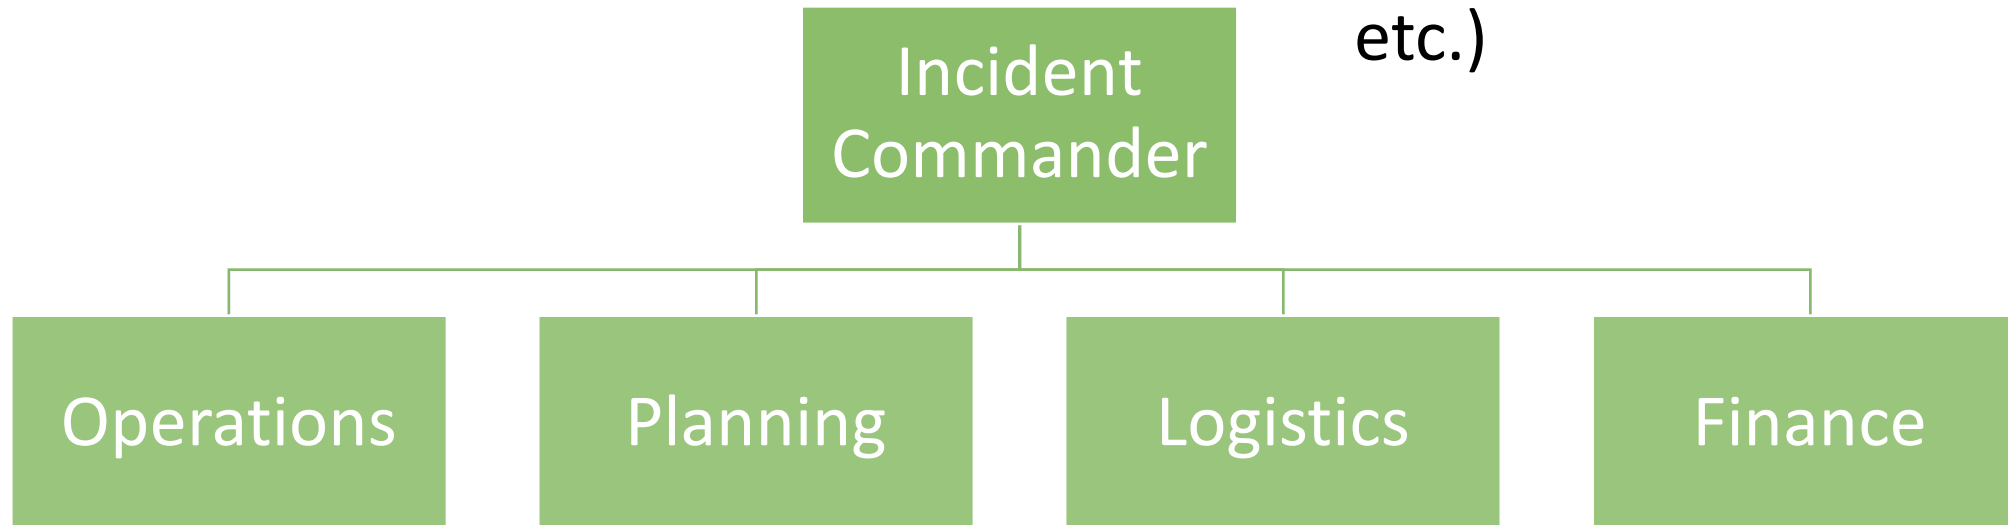 etc.)
Incident
Commander
Operations
Planning
Logistics
Finance